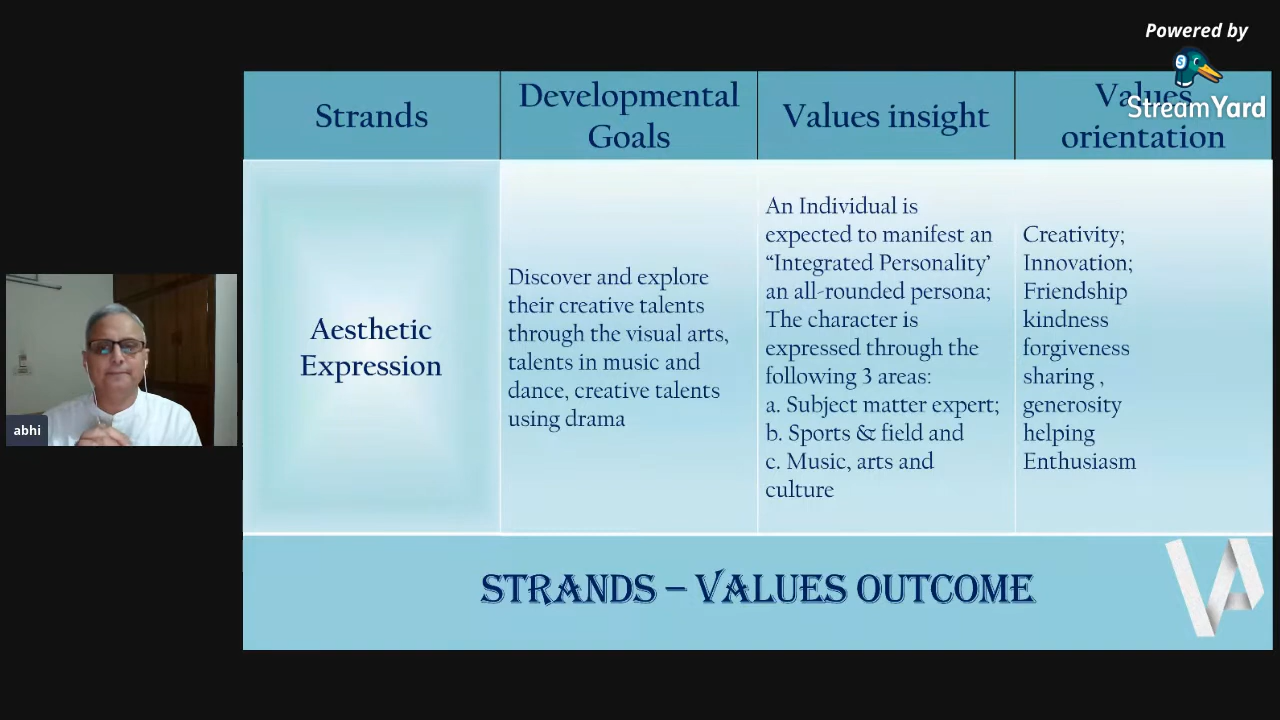 Powered by
StreamYard
Strands
Developmental
Goals
Values insight
Values
orientation
Aesthetic
Expression
Discover and explore
their creative talents
through the visual arts,
talents in music and
dance, creative talents
using drama
An Individual is
expected to manifest an
“Integrated Personality’
an all-rounded persona;
The character is
expressed through the
following 3 areas:
a. Subject matter expert;
b. Sports & field and
c. Music, arts and
culture
Creativity;
Innovation;
Friendship
kindness
forgiveness
sharing ,
generosity
helping
Enthusiasm
abhi
STRANDS – VALUES OUTCOME
VA